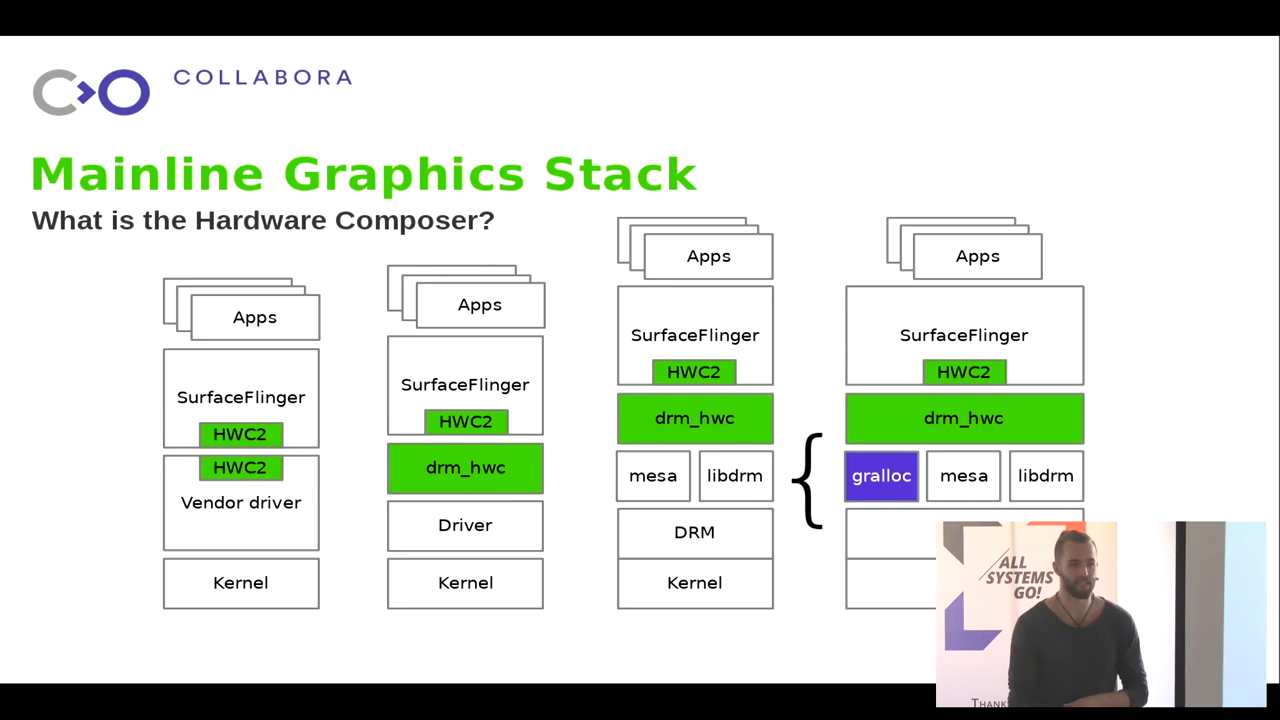 COLLABORA
Mainline Graphics Stack
What is the Hardware Composer?
Apps
SurfaceFlinger
HWC2
HWC2
Vendor driver
Kernel
Apps
SurfaceFlinger
HWC2
drm_hwc
Driver
Kernel
Apps
SurfaceFlinger
HWC2
drm_hwc
mesa libdrm
DRM
Kernel
{
Apps
SurfaceFlinger
HWC2
drm_hwc
gralloc mesa libdrm
ALL
SYSTEMS
GO!